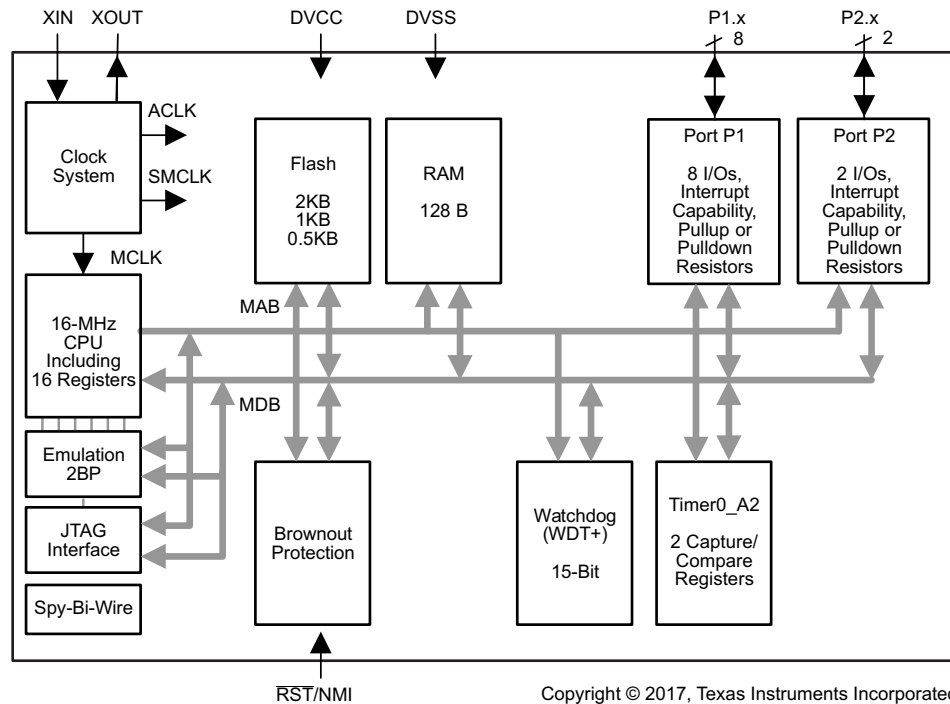 XIN
XOUT
DVCC
DVSS
P1.x
8
P2.x
2
Clock
System
ACLK
SMCLK
MCLK
Flash
2KB
1KB
0.5KB
RAM
128 B
Port P1
8 I/Os,
Interrupt
Capability,
Pullup or
Pulldown
Resistors
Port P2
2 I/Os,
Interrupt
Capability,
Pullup or
Pulldown
Resistors
16-MHz
CPU
Including
16 Registers
MAB
MDB
Emulation
2BP
JTAG
Interface
Spy-Bi-Wire
Brownout
Protection
Watchdog
(WDT+)
15-Bit
Timer0_A2
2 Capture/
Compare
Registers
RST/NMI
Copyright © 2017, Texas Instruments Incorporated